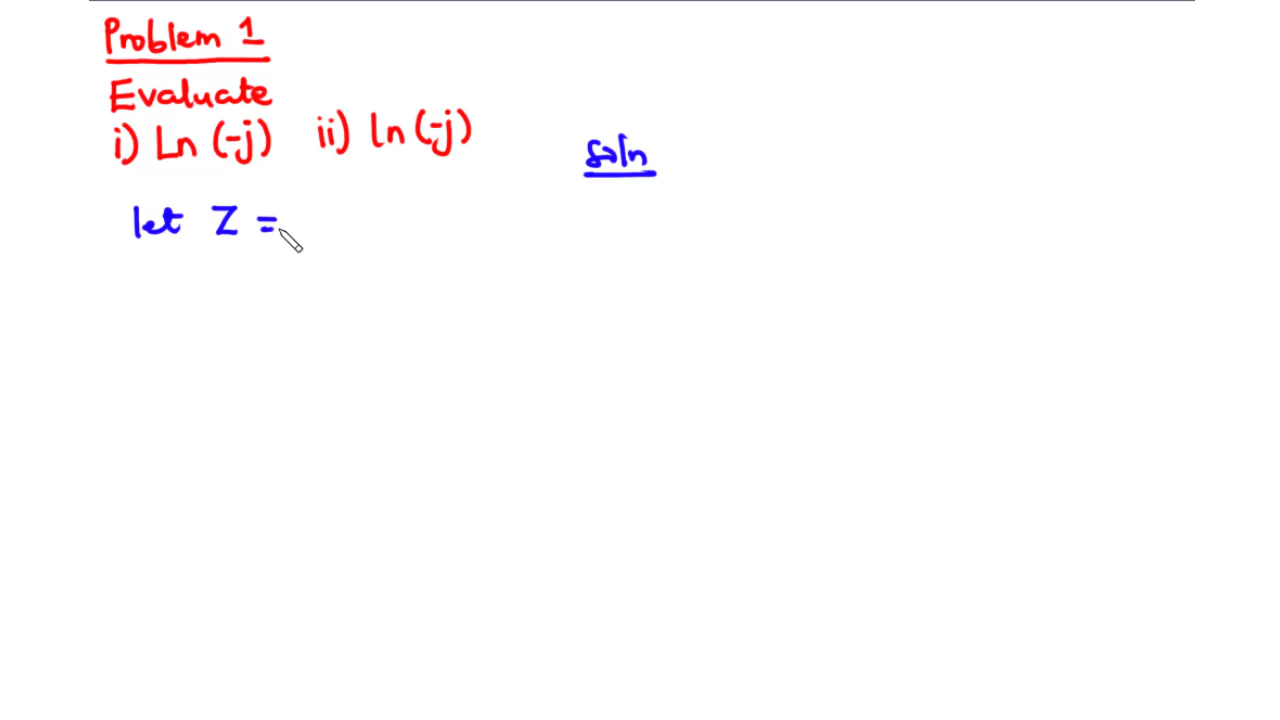 Problem 1
Evaluate
i) Ln (-j) ii) ln (-j)
Soln
let Z =